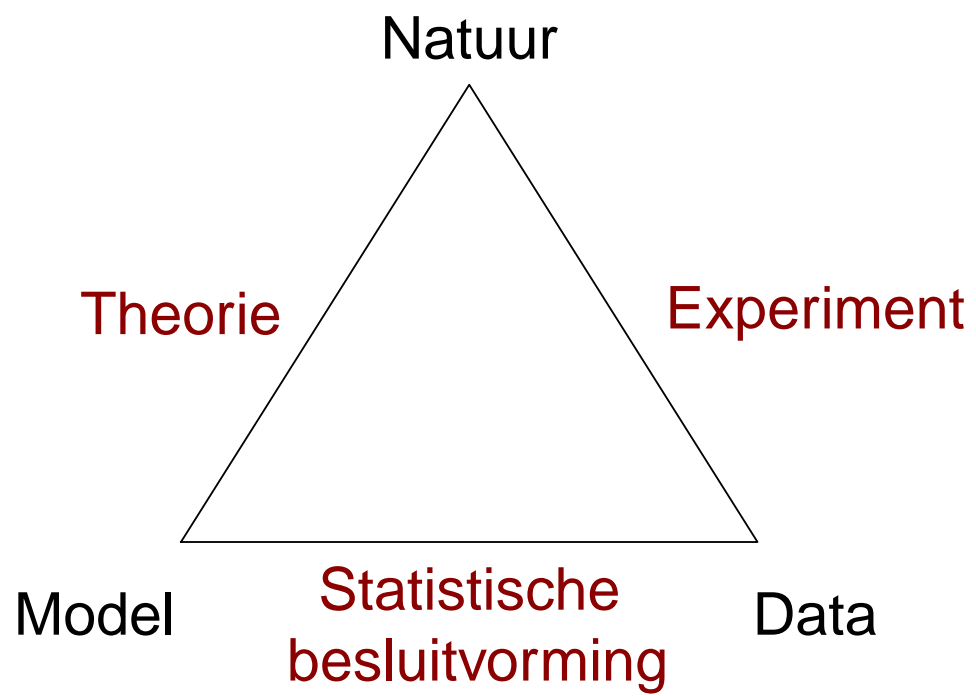 Natuur
Theorie
Experiment
Model
Statistische
besluitvorming
Data